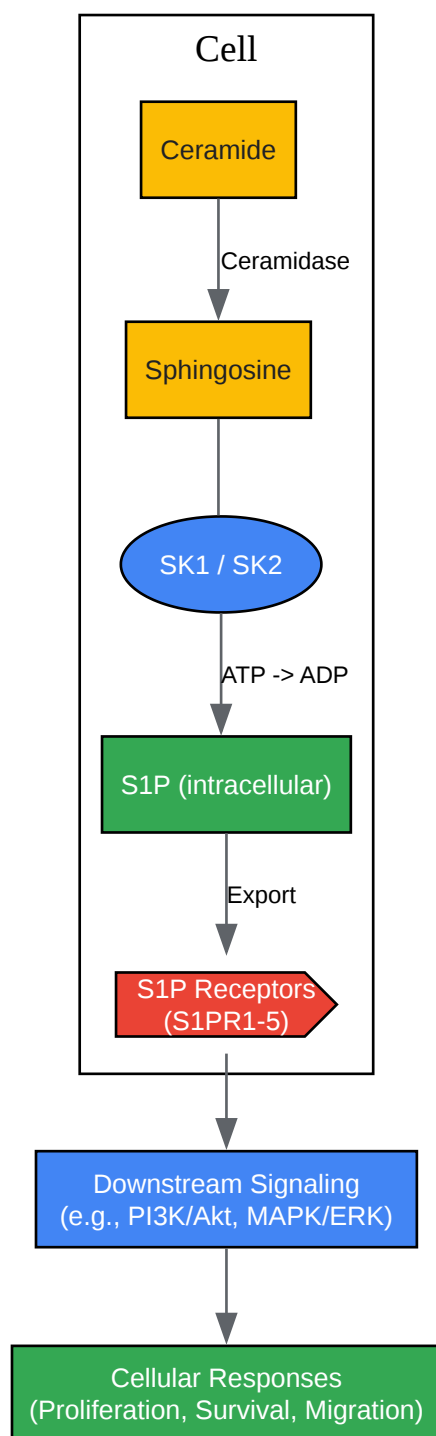 Cell
Ceramide
Ceramidase
Sphingosine
SK1 / SK2
ATP -> ADP
S1P (intracellular)
Export
S1P Receptors
(S1PR1-5)
Downstream Signaling
(e.g., PI3K/Akt, MAPK/ERK)
Cellular Responses
(Proliferation, Survival, Migration)